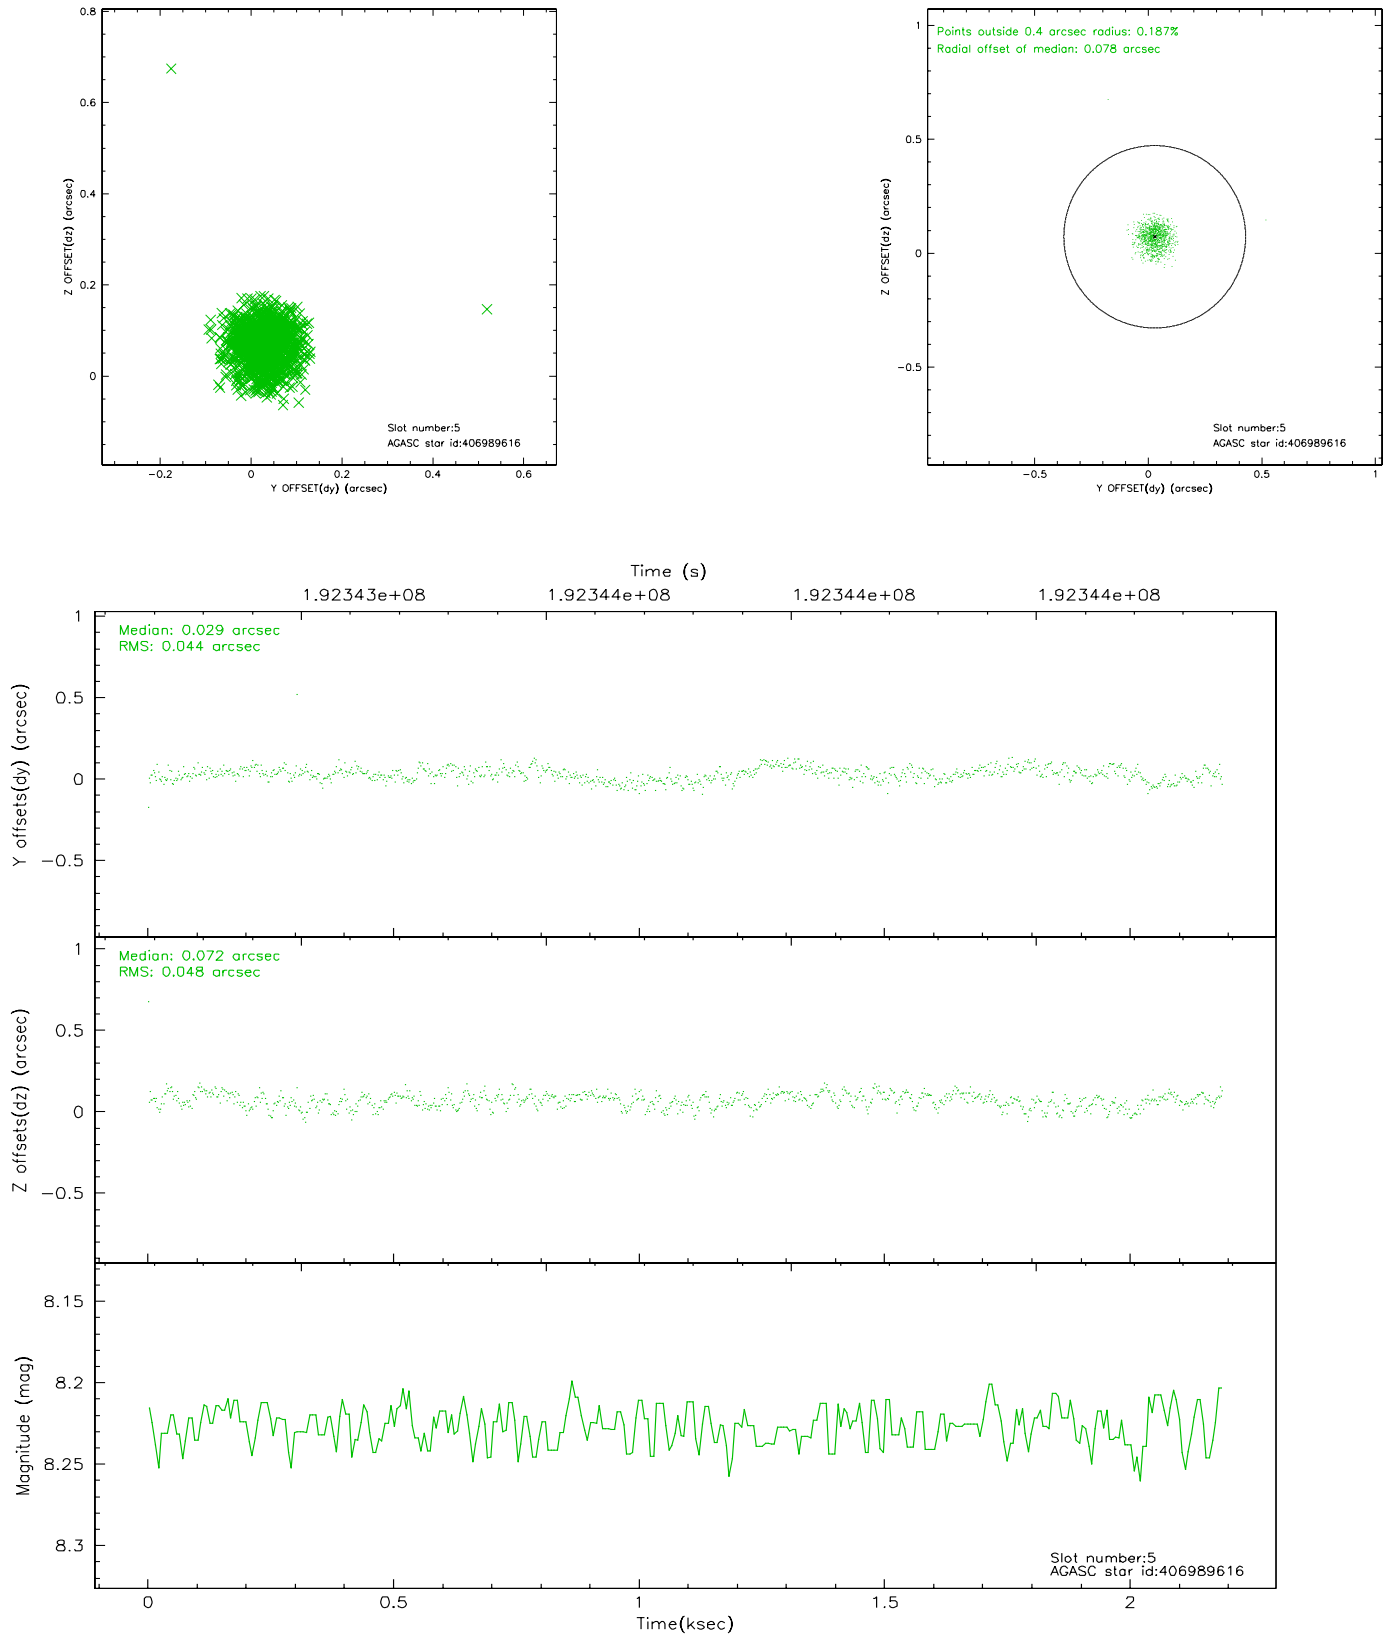 0.8
0.6
0.4
0.2
0
Z OFFSET(dz) (arcsec)
Slot number:5
AGASC star id:406989616
−0.2 0 0.2 0.4 0.6
Y OFFSET(dy) (arcsec)
Points outside 0.4 arcsec radius: 0.187%
Radial offset of median: 0.078 arcsec
1
0.5
0
−0.5
Z OFFSET(dz) (arcsec)
Slot number:5
AGASC star id:406989616
−0.5 0 0.5 1
Y OFFSET(dy) (arcsec)
Time (s)
1.92343e+08 1.92344e+08 1.92344e+08 1.92344e+08
Median: 0.029 arcsec
RMS: 0.044 arcsec
1
0.5
0
−0.5
Y offsets(dy) (arcsec)
Median: 0.072 arcsec
RMS: 0.048 arcsec
1
0.5
0
−0.5
Z offsets(dz) (arcsec)
8.15
8.2
8.25
8.3
Magnitude (mag)
Slot number:5
AGASC star id:406989616
0 0.5 1 1.5 2
Time(ksec)